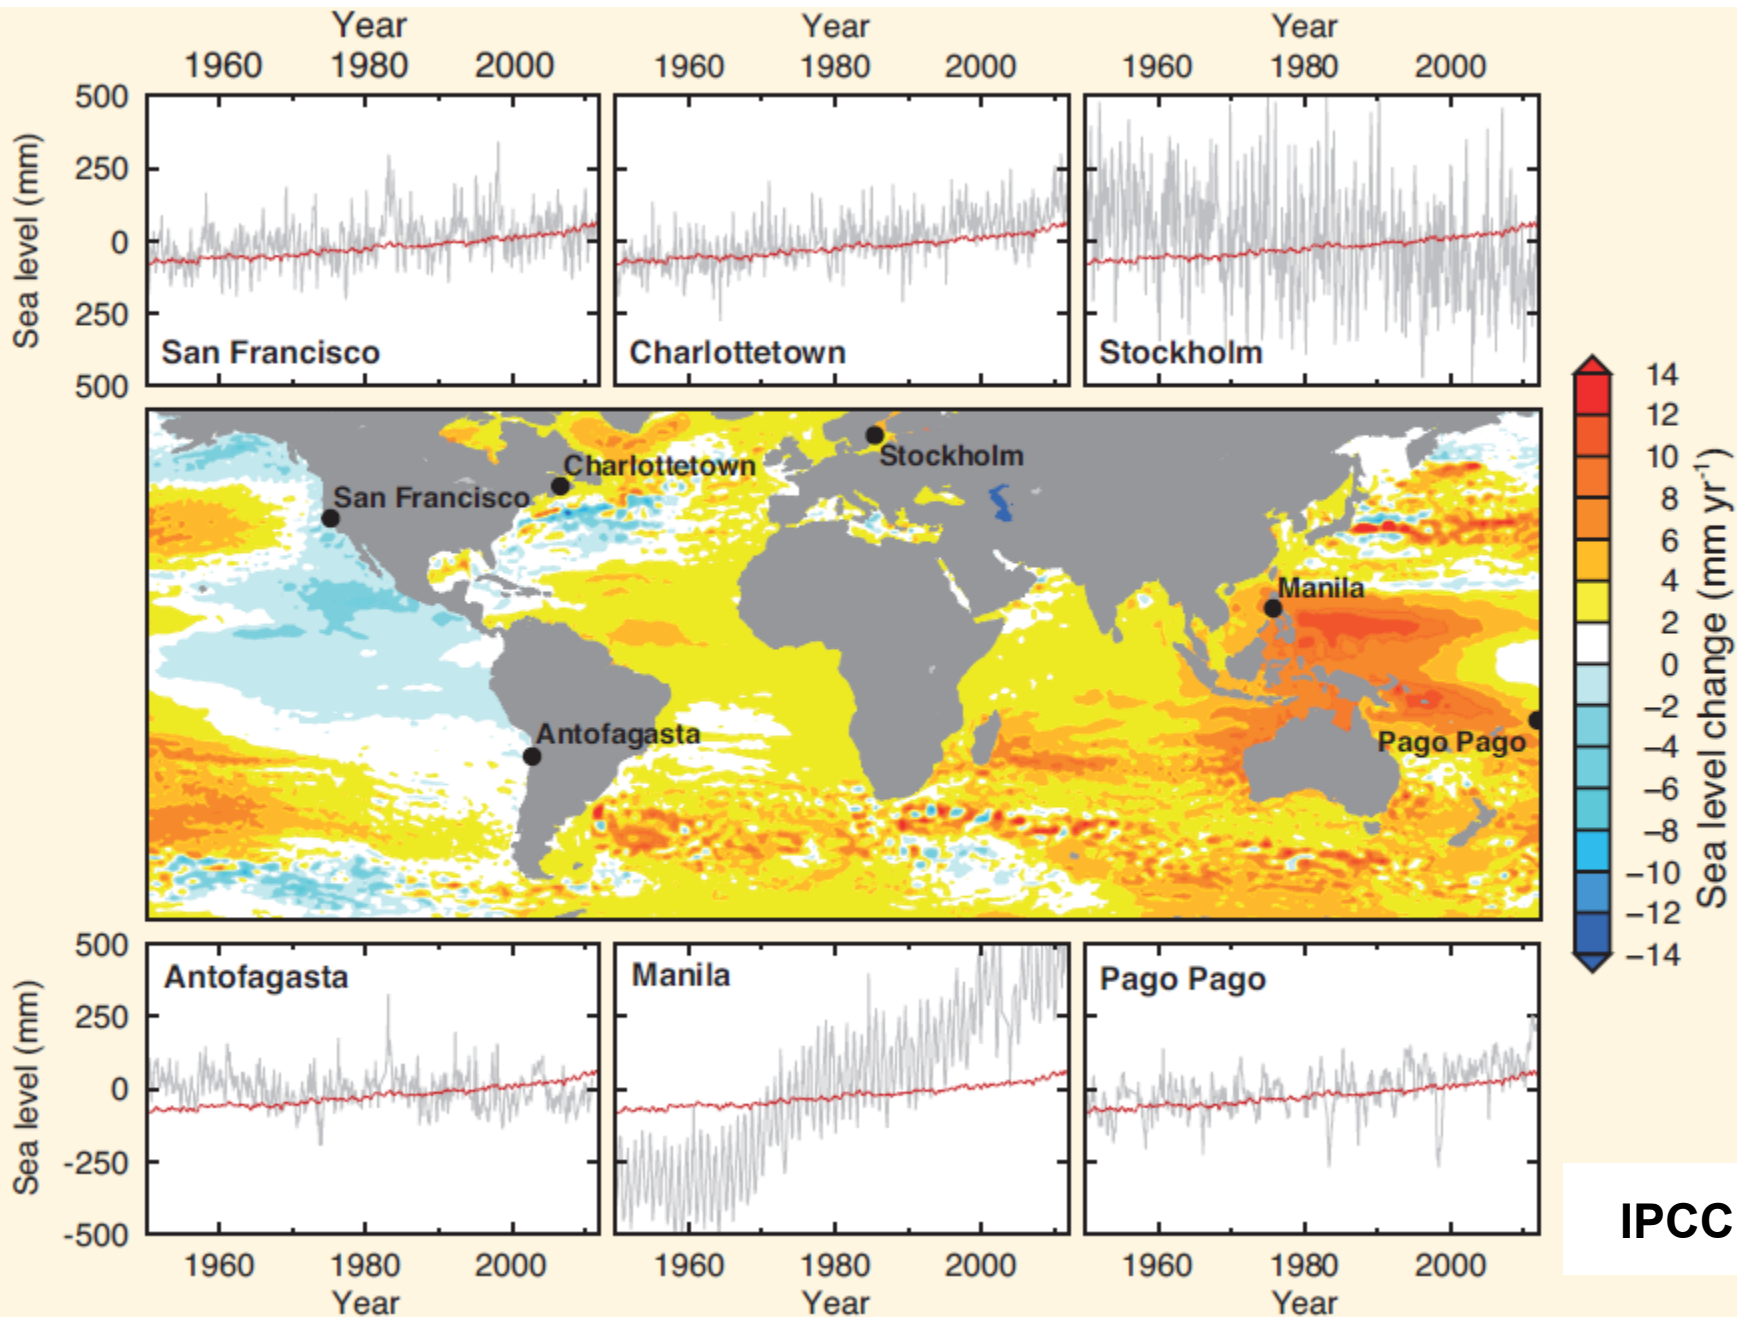 Year
Year
Year
1960 1980 2000
1960 1980 2000
1960 1980 2000
Sea level (mm)
500
250
0
250
500
San Francisco
Charlottetown
Stockholm
Charlottetown
Stockholm
San Francisco
Manila
Antofagasta
Pago Pago
14
12
10
8
6
4
2
0
−2
−4
−6
−8
−10
−12
−14
Sea level change (mm yr⁻¹)
Sea level (mm)
500
250
0
-250
-500
Antofagasta
Manila
Pago Pago
IPCC
1960 1980 2000
1960 1980 2000
1960 1980 2000
Year
Year
Year